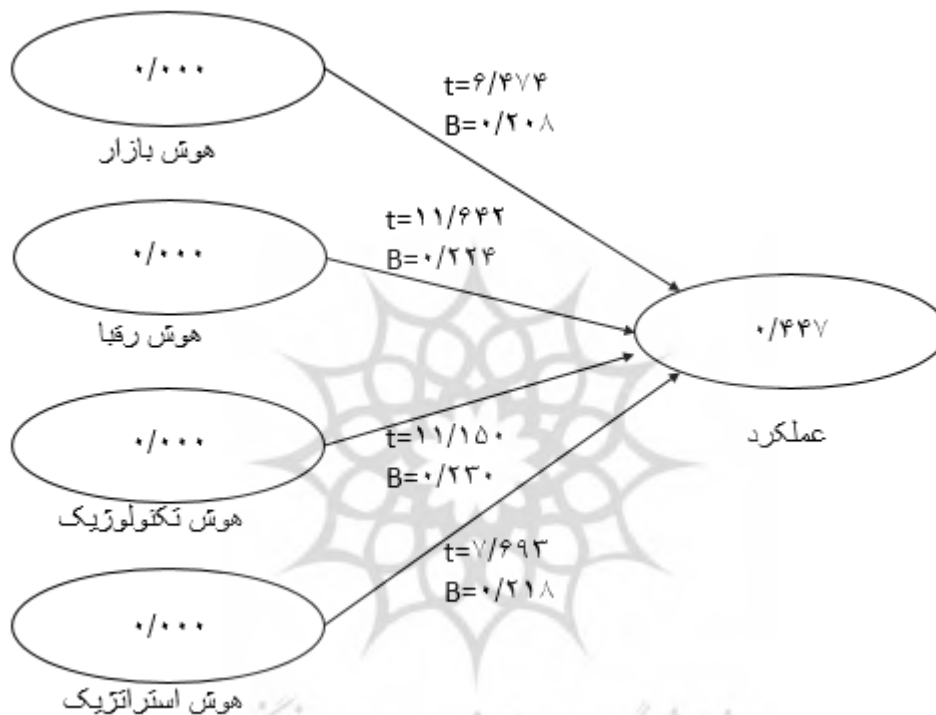 ۰/۰۰۰
هوش بازار
t=۶/۴۷۴
B=۰/۲۰۸
۰/۰۰۰
هوش رقبا
t=۱۱/۶۴۲
B=۰/۲۲۴
۰/۴۴۷
عملکرد
۰/۰۰۰
هوش تکنولوژیک
t=۱۱/۱۵۰
B=۰/۲۳۰
۰/۰۰۰
هوش استراتژیک
t=۷/۶۹۳
B=۰/۲۱۸